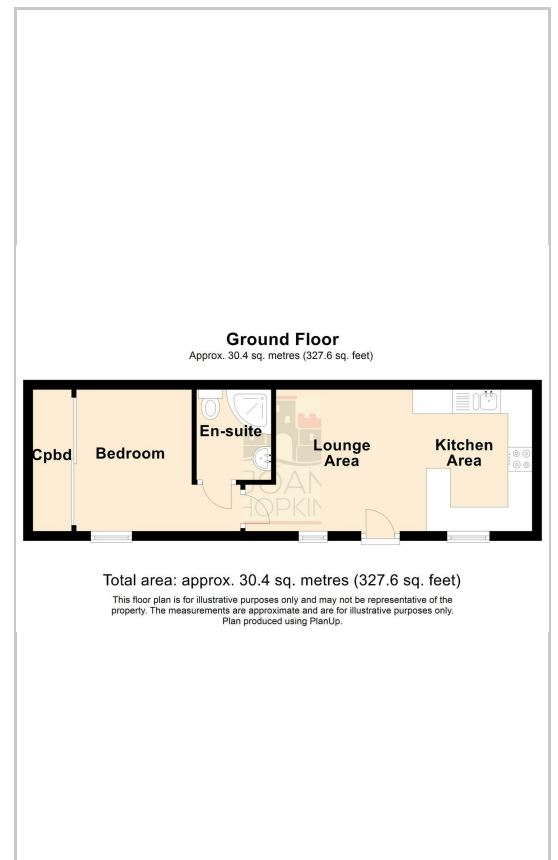 Ground Floor
Approx. 30.4 sq. metres (327.6 sq. feet)
Cpbd
Bedroom
En-suite
Lounge
Area
Kitchen
Area
JOAN
HOPKIN
Total area: approx. 30.4 sq. metres (327.6 sq. feet)
This floor plan is for illustrative purposes only and may not be representative of the
property. The measurements are approximate and are for illustrative purposes only.
Plan produced using PlanUp.